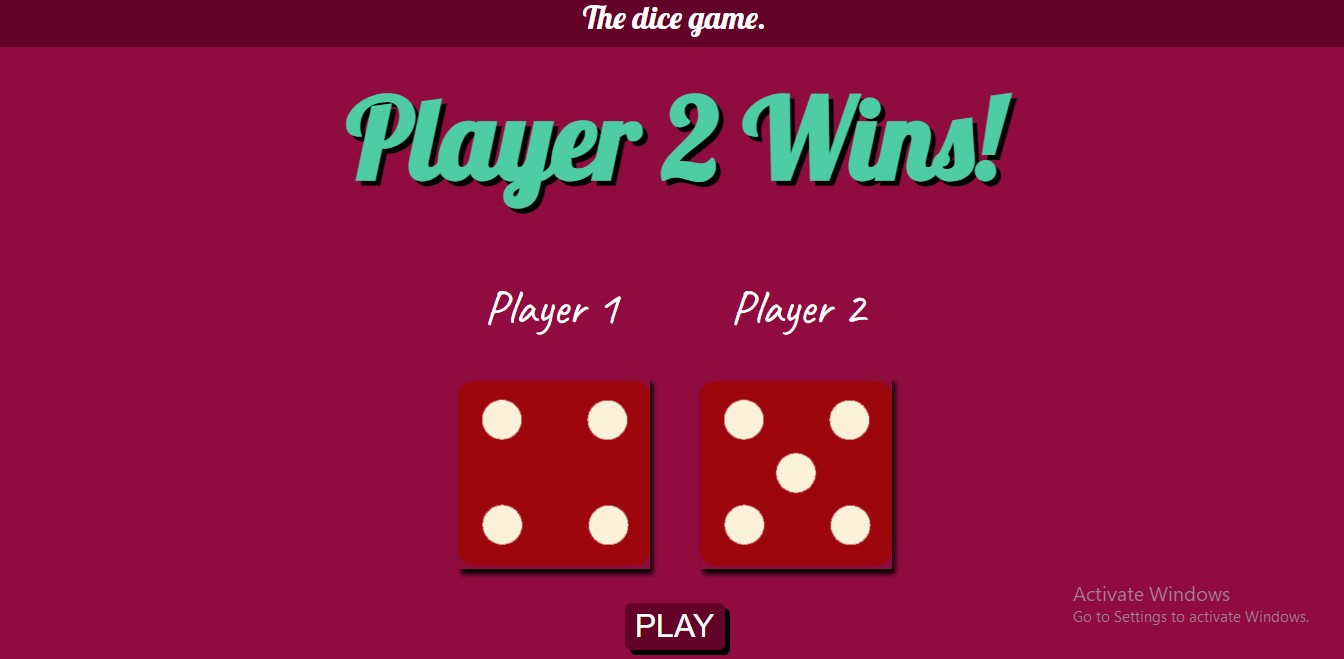 The dice game.
Player 2 Wins!
Player 1
Player 2
PLAY
Activate Windows
Go to Settings to activate Windows.